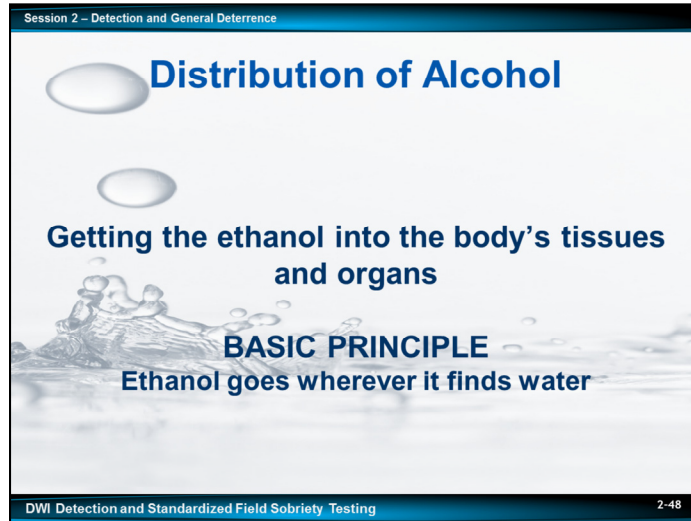 Session 2 – Detection and General Deterrence
Distribution of Alcohol
Getting the ethanol into the body's tissues
and organs
BASIC PRINCIPLE
Ethanol goes wherever it finds water
DWI Detection and Standardized Field Sobriety Testing
2-48